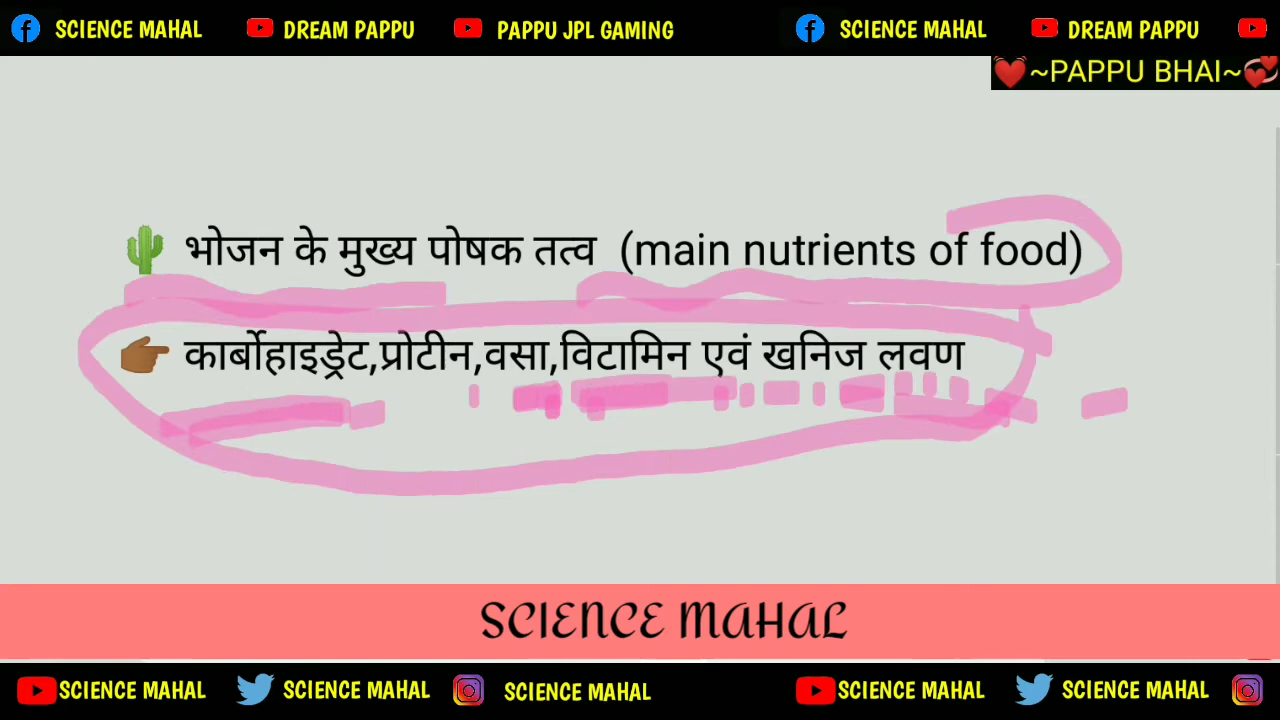 SCIENCE MAHAL DREAM PAPPU PAPPU JPL GAMING SCIENCE MAHAL DREAM PAPPU
~PAPPU BHAI~
भोजन के मुख्य पोषक तत्व (main nutrients of food)
कार्बोहाइड्रेट,प्रोटीन,वसा,विटामिन एवं खनिज लवण
SCIENCE MAHAL
SCIENCE MAHAL SCIENCE MAHAL SCIENCE MAHAL SCIENCE MAHAL SCIENCE MAHAL